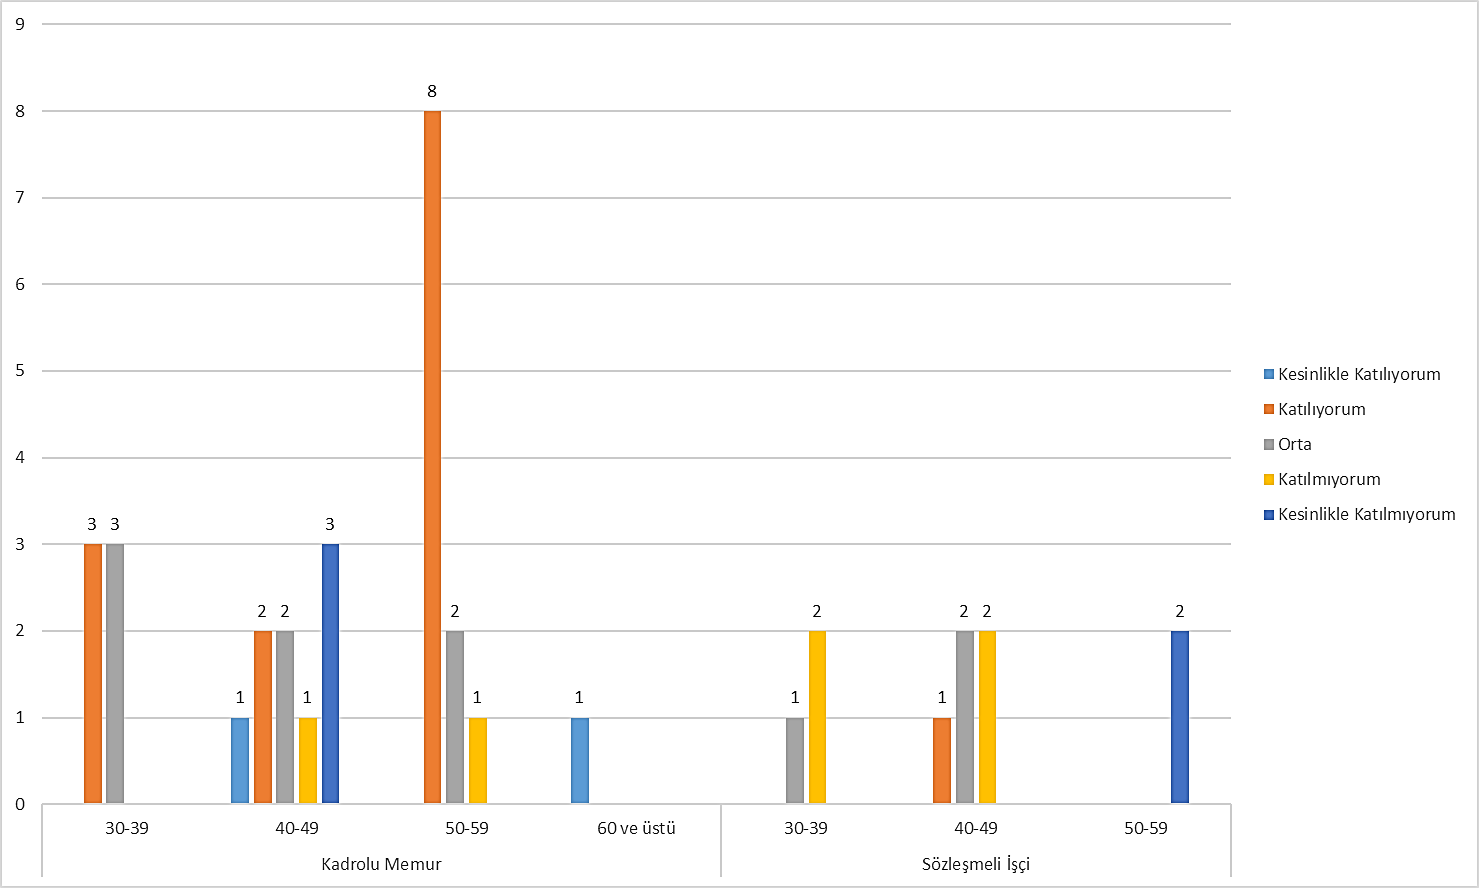 9
8
8
7
6
5
4
3
3 3 3
2
2 2 2 2 2 2 2
1
1 1 1 1 1 1
0
30-39 40-49 50-59 60 ve üstü 30-39 40-49 50-59
Kadrolu Memur Sözleşmeli İşçi
Kesinlikle Katılıyorum
Katılıyorum
Orta
Katılmıyorum
Kesinlikle Katılmıyorum